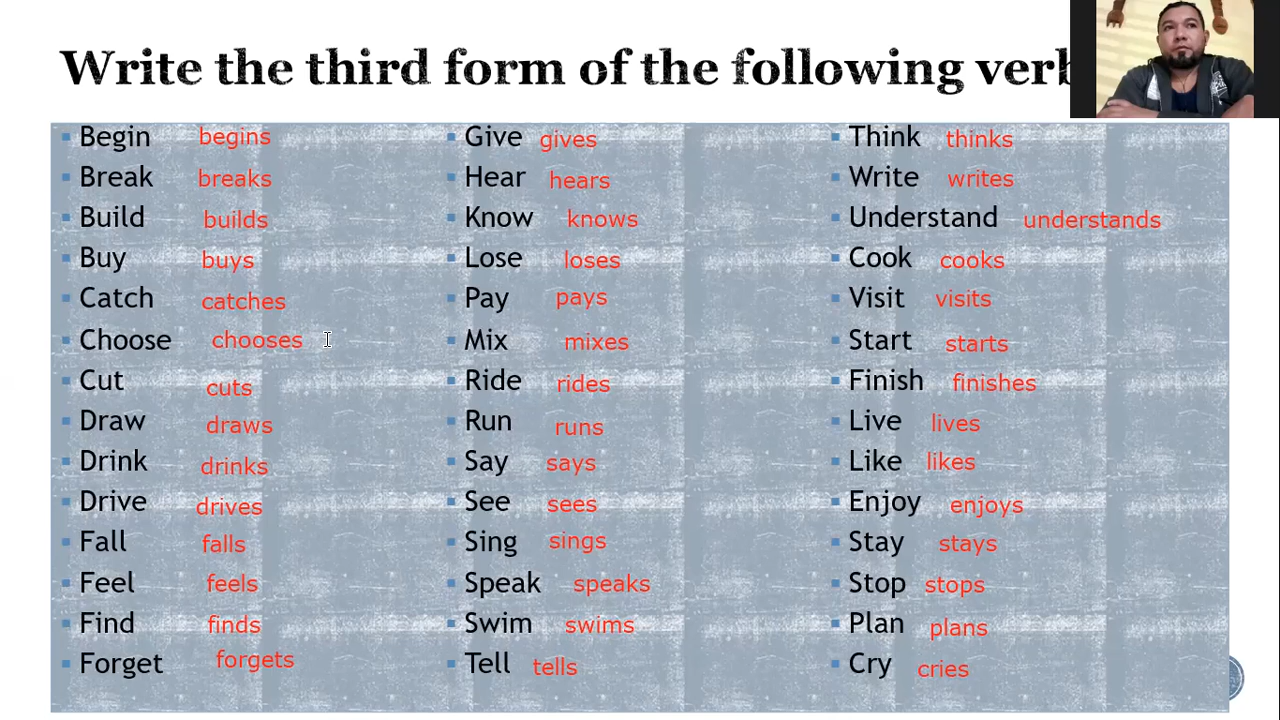 Write the third form of the following verb
Begin begins
Break breaks
Build builds
Buy buys
Catch catches
Choose chooses
Cut cuts
Draw draws
Drink drinks
Drive drives
Fall falls
Feel feels
Find finds
Forget forgets
Give gives
Hear hears
Know knows
Lose loses
Pay pays
Mix mixes
Ride rides
Run runs
Say says
See sees
Sing sings
Speak speaks
Swim swims
Tell tells
Think thinks
Write writes
Understand understands
Cook cooks
Visit visits
Start starts
Finish finishes
Live lives
Like likes
Enjoy enjoys
Stay stays
Stop stops
Plan plans
Cry cries